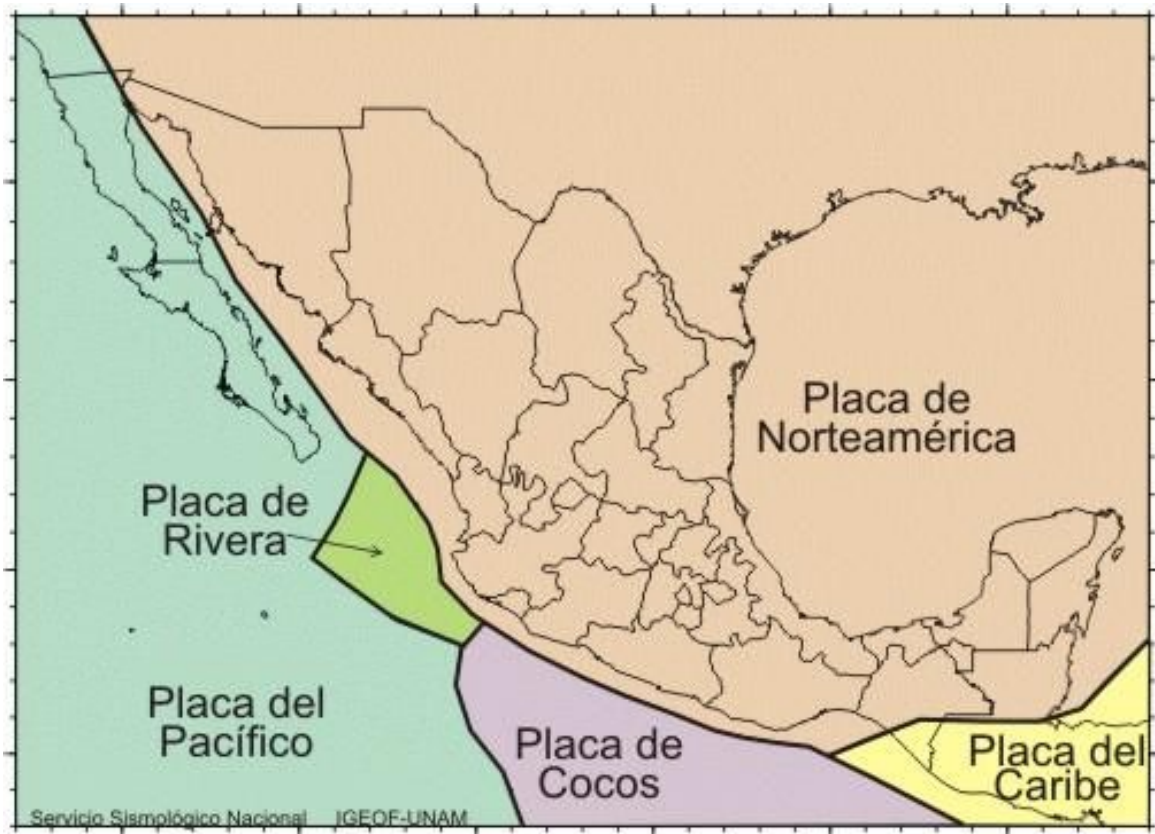 Placa de
Norteamérica
Placa de
Rivera
Placa del
Pacífico
Placa de
Cocos
Placa del
Caribe
Servicio Sismológico Nacional IGEOF-UNAM